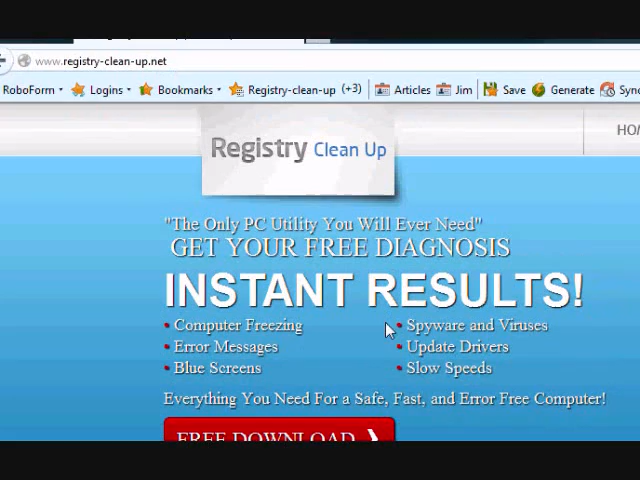 www.registry-clean-up.net
RoboForm Logins Bookmarks Registry-clean-up (+3) Articles Jim Save Generate Sync
HOM
Registry Clean Up
"The Only PC Utility You Will Ever Need"
GET YOUR FREE DIAGNOSIS
INSTANT RESULTS!
• Computer Freezing • Spyware and Viruses
• Error Messages • Update Drivers
• Blue Screens • Slow Speeds
Everything You Need For a Safe, Fast, and Error Free Computer!
FREE DOWNLOAD ❯